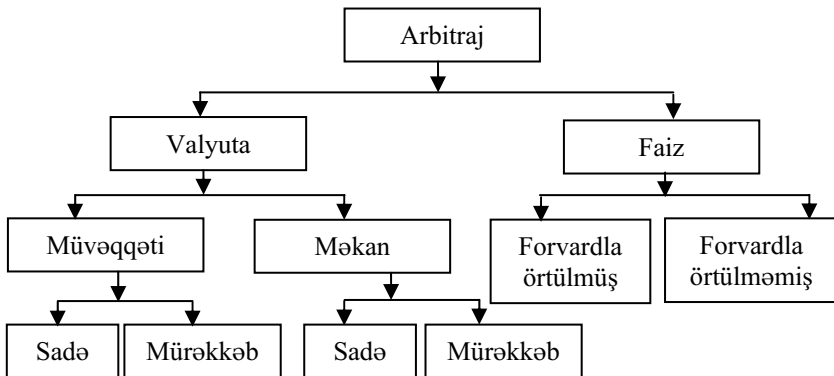 Arbitraj
Valyuta
Faiz
Müvəqqəti
Məkan
Forvardla
örtülmüş
Forvardla
örtülməmiş
Sadə
Mürəkkəb
Sadə
Mürəkkəb